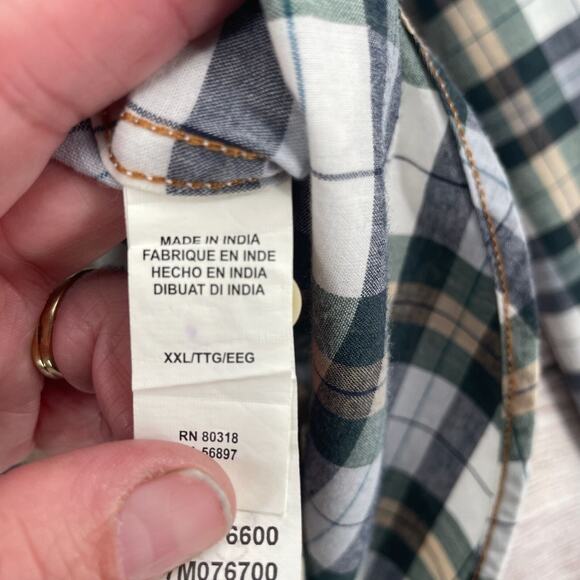 MADE IN INDIA
FABRIQUE EN INDE
HECHO EN INDIA
DIBUAT DI INDIA
XXL/TTG/EEG
RN 80318
56897
6600
7M076700